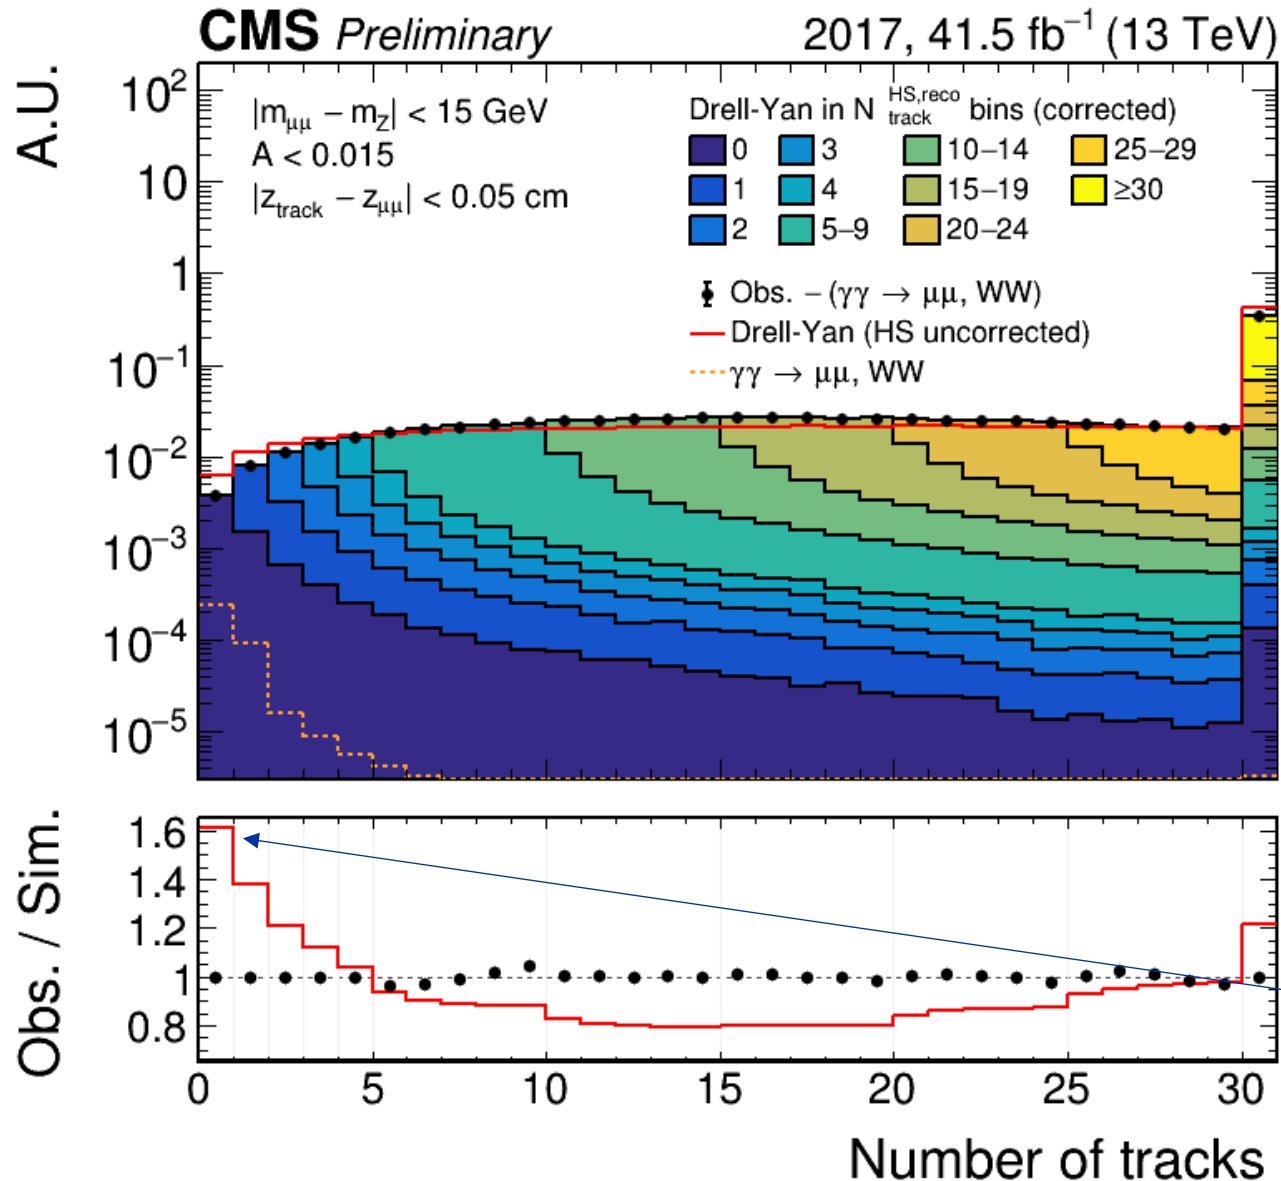 CMS Preliminary 2017, 41.5 fb⁻¹ (13 TeV)
A.U.
10²
10
1
10⁻¹
10⁻²
10⁻³
10⁻⁴
10⁻⁵
|m_μμ − m_Z| < 15 GeV
A < 0.015
|z_track − z_μμ| < 0.05 cm
Drell-Yan in N HS,reco track bins (corrected)
0 3 10−14 25−29
1 4 15−19 ≥30
2 5−9 20−24
Obs. − (γγ → μμ, WW)
Drell-Yan (HS uncorrected)
γγ → μμ, WW
Obs. / Sim.
1.6
1.4
1.2
1
0.8
0 5 10 15 20 25 30
Number of tracks